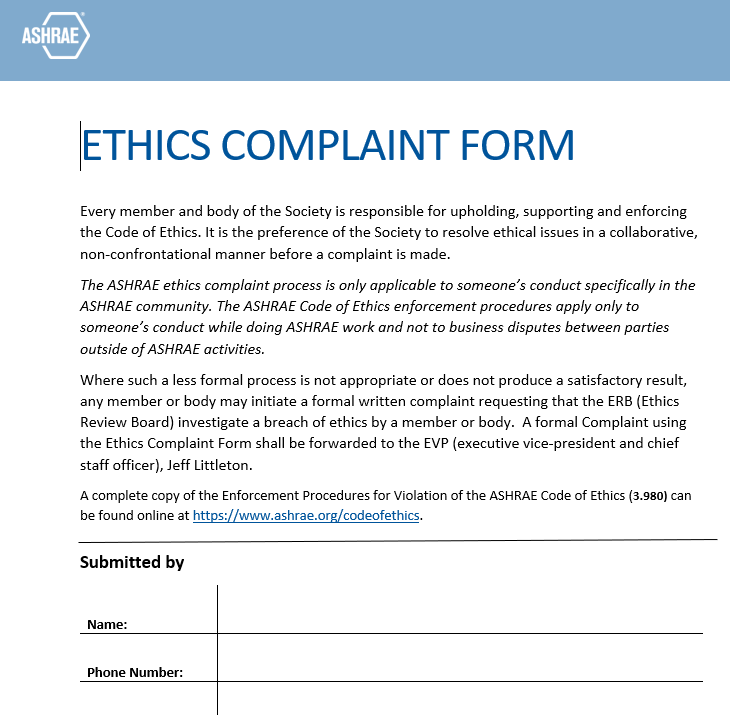 ASHRAE
ETHICS COMPLAINT FORM
Every member and body of the Society is responsible for upholding, supporting and enforcing
the Code of Ethics. It is the preference of the Society to resolve ethical issues in a collaborative,
non-confrontational manner before a complaint is made.
The ASHRAE ethics complaint process is only applicable to someone’s conduct specifically in the
ASHRAE community. The ASHRAE Code of Ethics enforcement procedures apply only to
someone’s conduct while doing ASHRAE work and not to business disputes between parties
outside of ASHRAE activities.
Where such a less formal process is not appropriate or does not produce a satisfactory result,
any member or body may initiate a formal written complaint requesting that the ERB (Ethics
Review Board) investigate a breach of ethics by a member or body.  A formal Complaint using
the Ethics Complaint Form shall be forwarded to the EVP (executive vice-president and chief
staff officer), Jeff Littleton.
A complete copy of the Enforcement Procedures for Violation of the ASHRAE Code of Ethics (3.980) can
be found online at https://www.ashrae.org/codeofethics.
Submitted by
Name:
Phone Number: